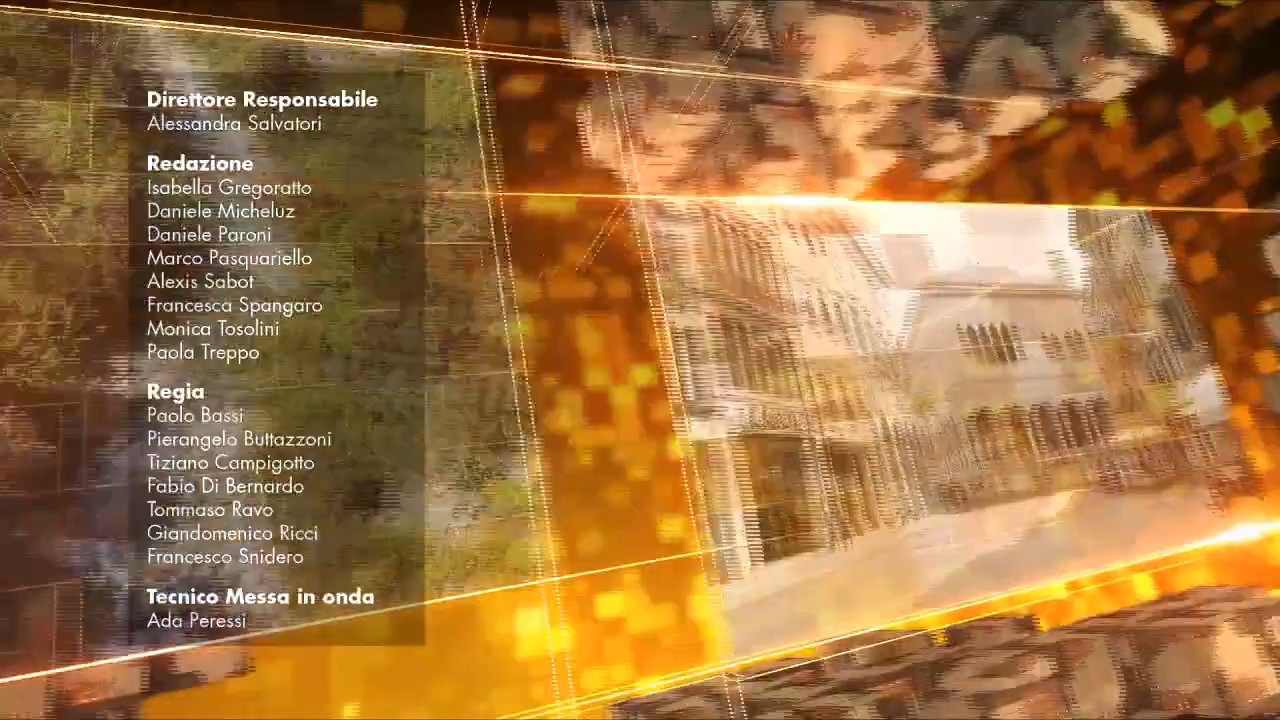 Direttore Responsabile
Alessandra Salvatori
Redazione
Isabella Gregoratto
Daniele Micheluz
Daniele Paroni
Marco Pasquariello
Alexis Sabot
Francesca Spangaro
Monica Tosolini
Paola Treppo
Regia
Paolo Bassi
Pierangelo Buttazzoni
Tiziano Campigotto
Fabio Di Bernardo
Tommaso Ravo
Giandomenico Ricci
Francesco Snidero
Tecnico Messa in onda
Ada Peressi